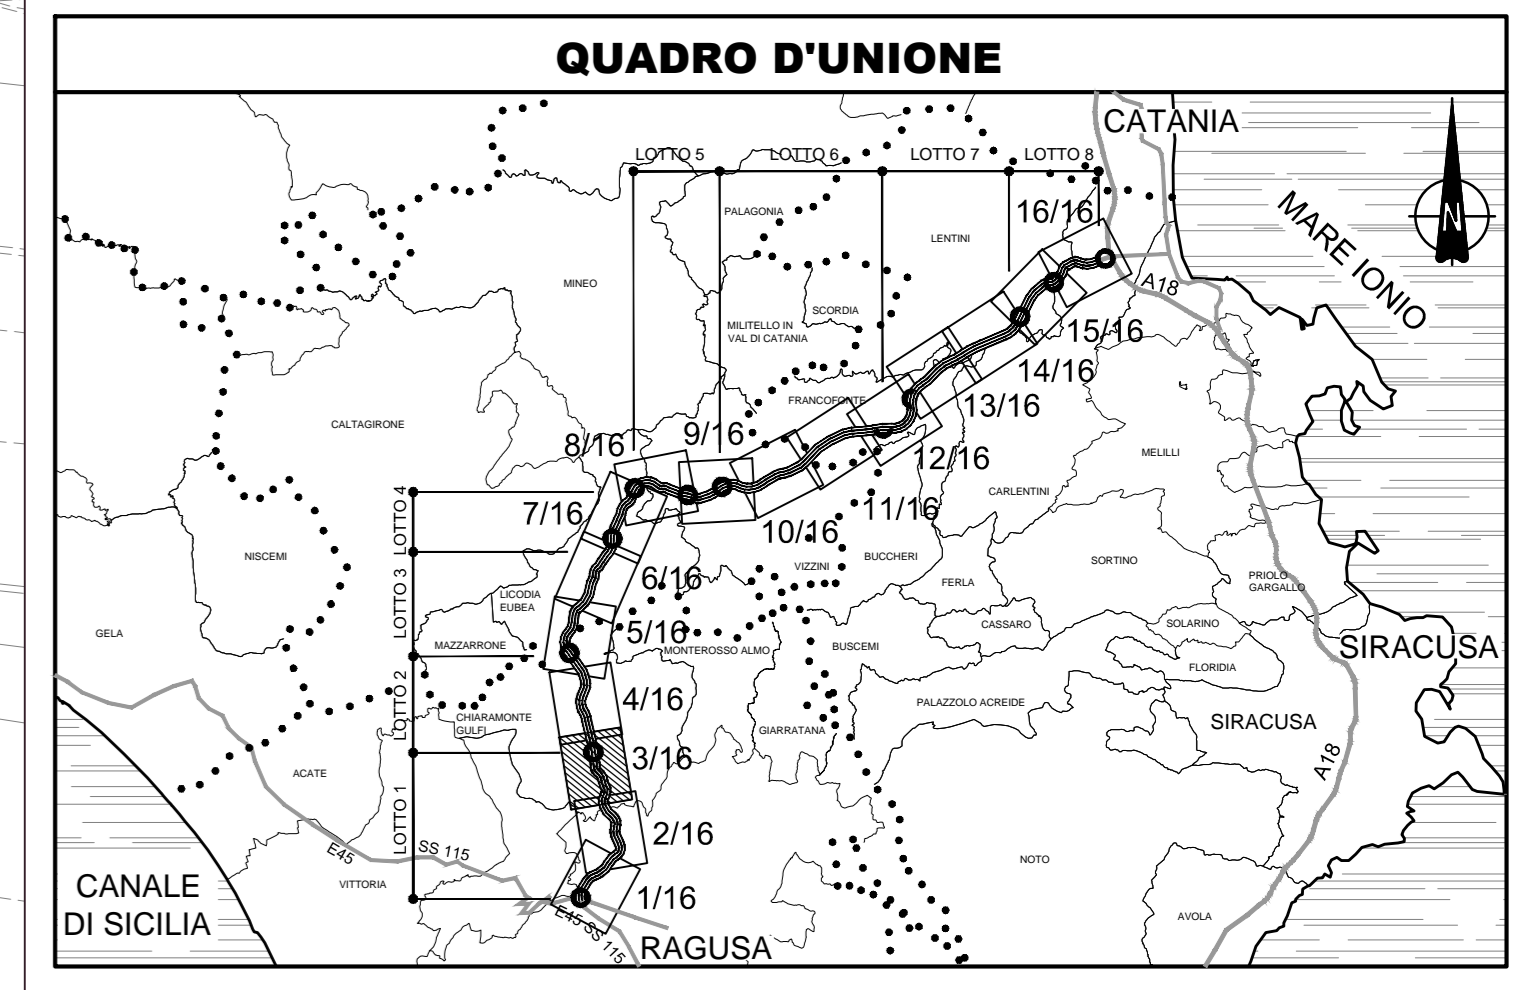 QUADRO D'UNIONE
CATANIA
LOTTO 5
LOTTO 6
LOTTO 7
LOTTO 8
16/16
PALAGONIA
LENTINI
N
MARE IONIO
MINEO
A18
SCORDIA
MILITELLO IN
VAL DI CATANIA
15/16
14/16
FRANCOFONTE
13/16
CALTAGIRONE
8/16
9/16
12/16
MELILLI
CARLENTINI
LOTTO 4
7/16
11/16
10/16
NISCEMI
VIZZINI
BUCCHERI
SORTINO
FERLA
PRIOLO
GARGALLO
6/16
LOTTO 3
LICODIA
EUBEA
GELA
5/16
CASSARO
SOLARINO
MAZZARRONE
MONTEROSSO ALMO
BUSCEMI
SIRACUSA
FLORIDIA
LOTTO 2
4/16
PALAZZOLO ACREIDE
CHIARAMONTE
GULFI
GIARRATANA
SIRACUSA
3/16
A18
ACATE
LOTTO 1
2/16
E45
SS 115
NOTO
VITTORIA
CANALE
DI SICILIA
1/16
E45 SS 115
AVOLA
RAGUSA